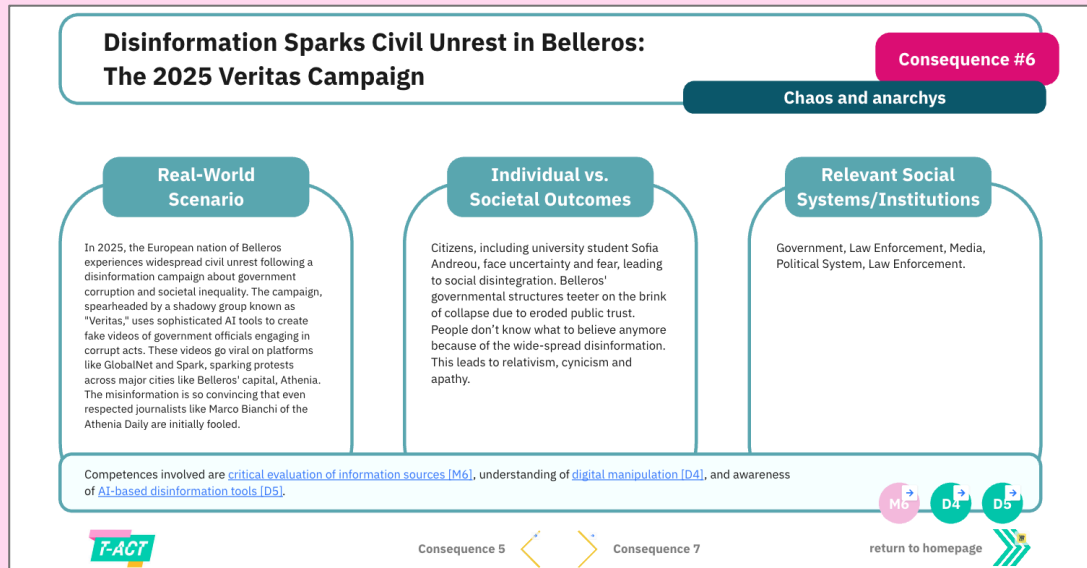 Disinformation Sparks Civil Unrest in Belleros:
The 2025 Veritas Campaign
Consequence #6
Chaos and anarchys
Real-World
Scenario
In 2025, the European nation of Belleros
experiences widespread civil unrest following a
disinformation campaign about government
corruption and societal inequality. The campaign,
spearheaded by a shadowy group known as
"Veritas," uses sophisticated AI tools to create
fake videos of government officials engaging in
corrupt acts. These videos go viral on platforms
like GlobalNet and Spark, sparking protests
across major cities like Belleros' capital, Athenia.
The misinformation is so convincing that even
respected journalists like Marco Bianchi of the
Athenia Daily are initially fooled.
Individual vs.
Societal Outcomes
Citizens, including university student Sofia
Andreou, face uncertainty and fear, leading
to social disintegration. Belleros'
governmental structures teeter on the brink
of collapse due to eroded public trust.
People don’t know what to believe anymore
because of the wide-spread disinformation.
This leads to relativism, cynicism and
apathy.
Relevant Social
Systems/Institutions
Government, Law Enforcement, Media,
Political System, Law Enforcement.
Competences involved are critical evaluation of information sources [M6], understanding of digital manipulation [D4], and awareness
of AI-based disinformation tools [D5].
M6 D4 D5
T-ACT
Consequence 5
Consequence 7
return to homepage